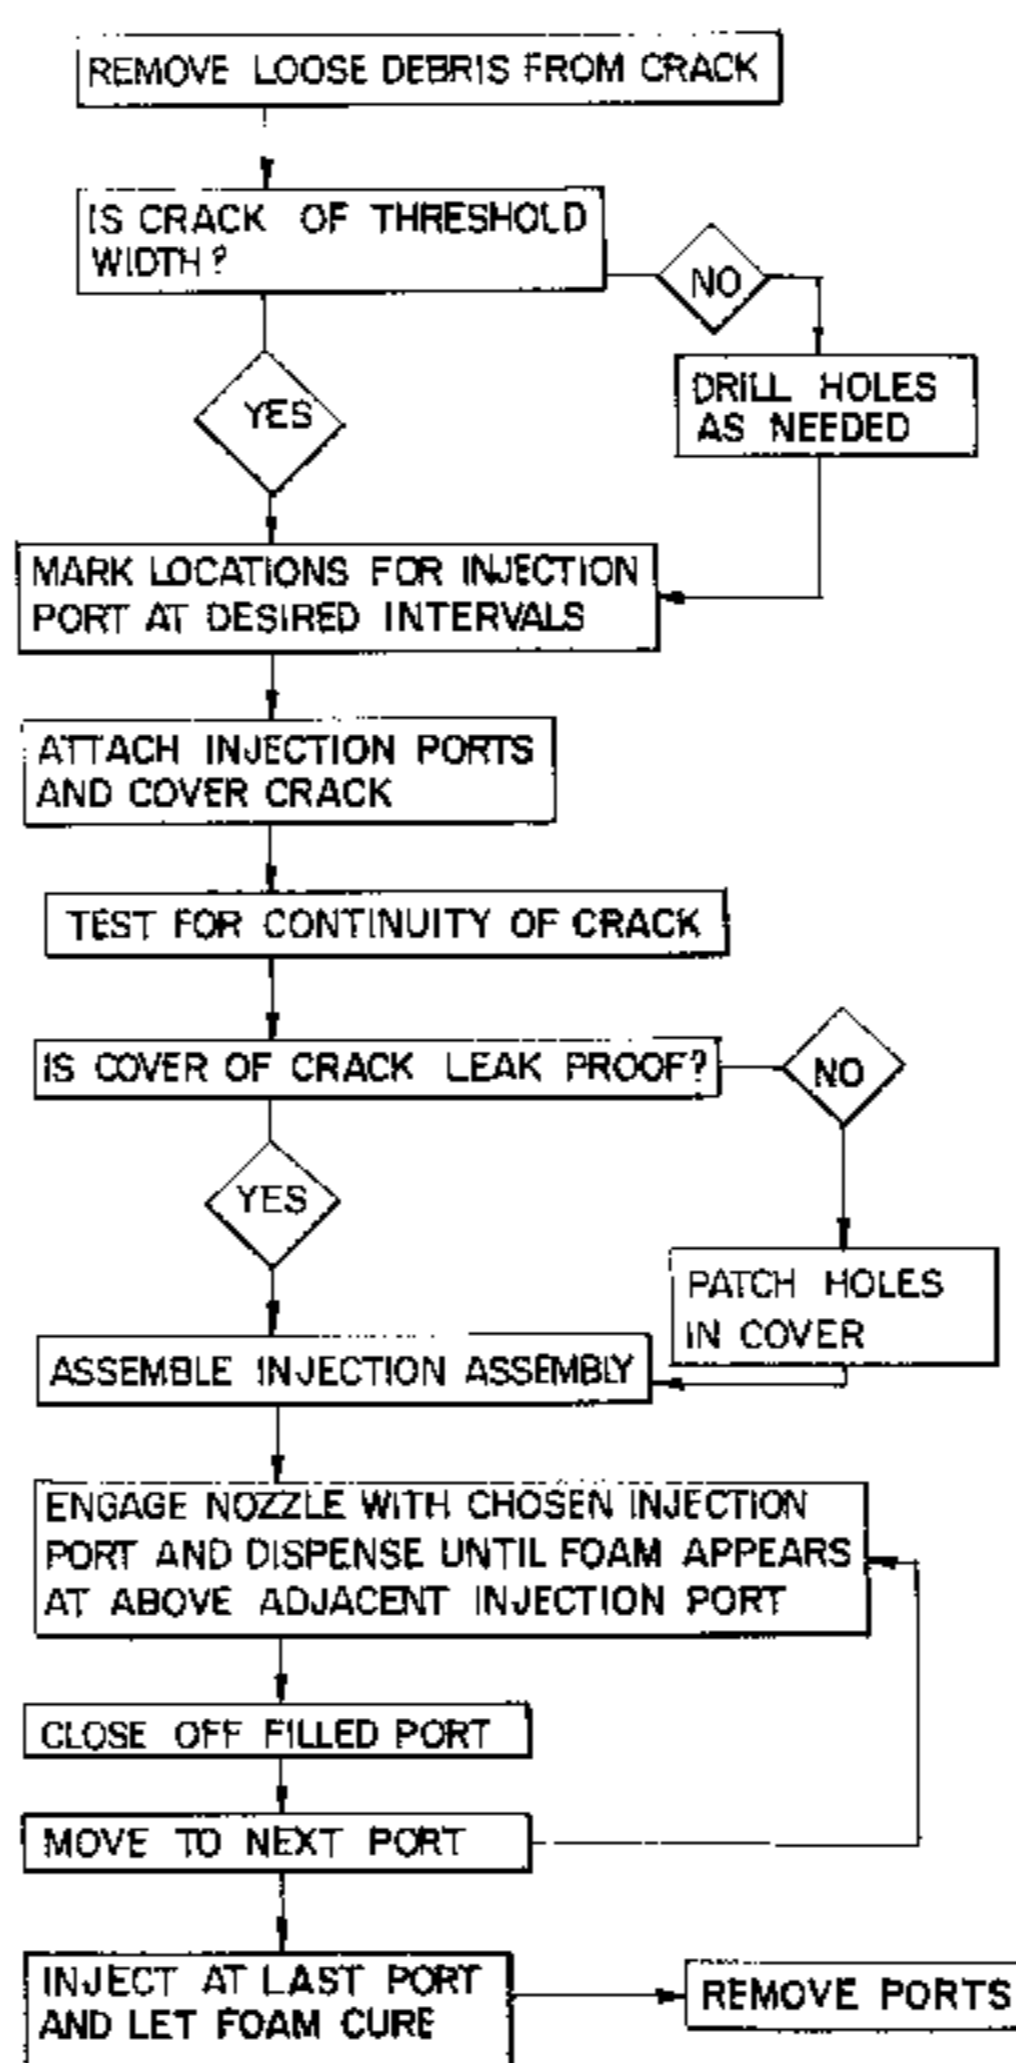 REMOVE LOOSE DEBRIS FROM CRACK
IS CRACK OF THRESHOLD
WIDTH?
NO
YES
DRILL HOLES
AS NEEDED
MARK LOCATIONS FOR INJECTION
PORT AT DESIRED INTERVALS
ATTACH INJECTION PORTS
AND COVER CRACK
TEST FOR CONTINUITY OF CRACK
IS COVER OF CRACK LEAK PROOF?
NO
YES
PATCH HOLES
IN COVER
ASSEMBLE INJECTION ASSEMBLY
ENGAGE NOZZLE WITH CHOSEN INJECTION
PORT AND DISPENSE UNTIL FOAM APPEARS
AT ABOVE ADJACENT INJECTION PORT
CLOSE OFF FILLED PORT
MOVE TO NEXT PORT
INJECT AT LAST PORT
AND LET FOAM CURE
REMOVE PORTS